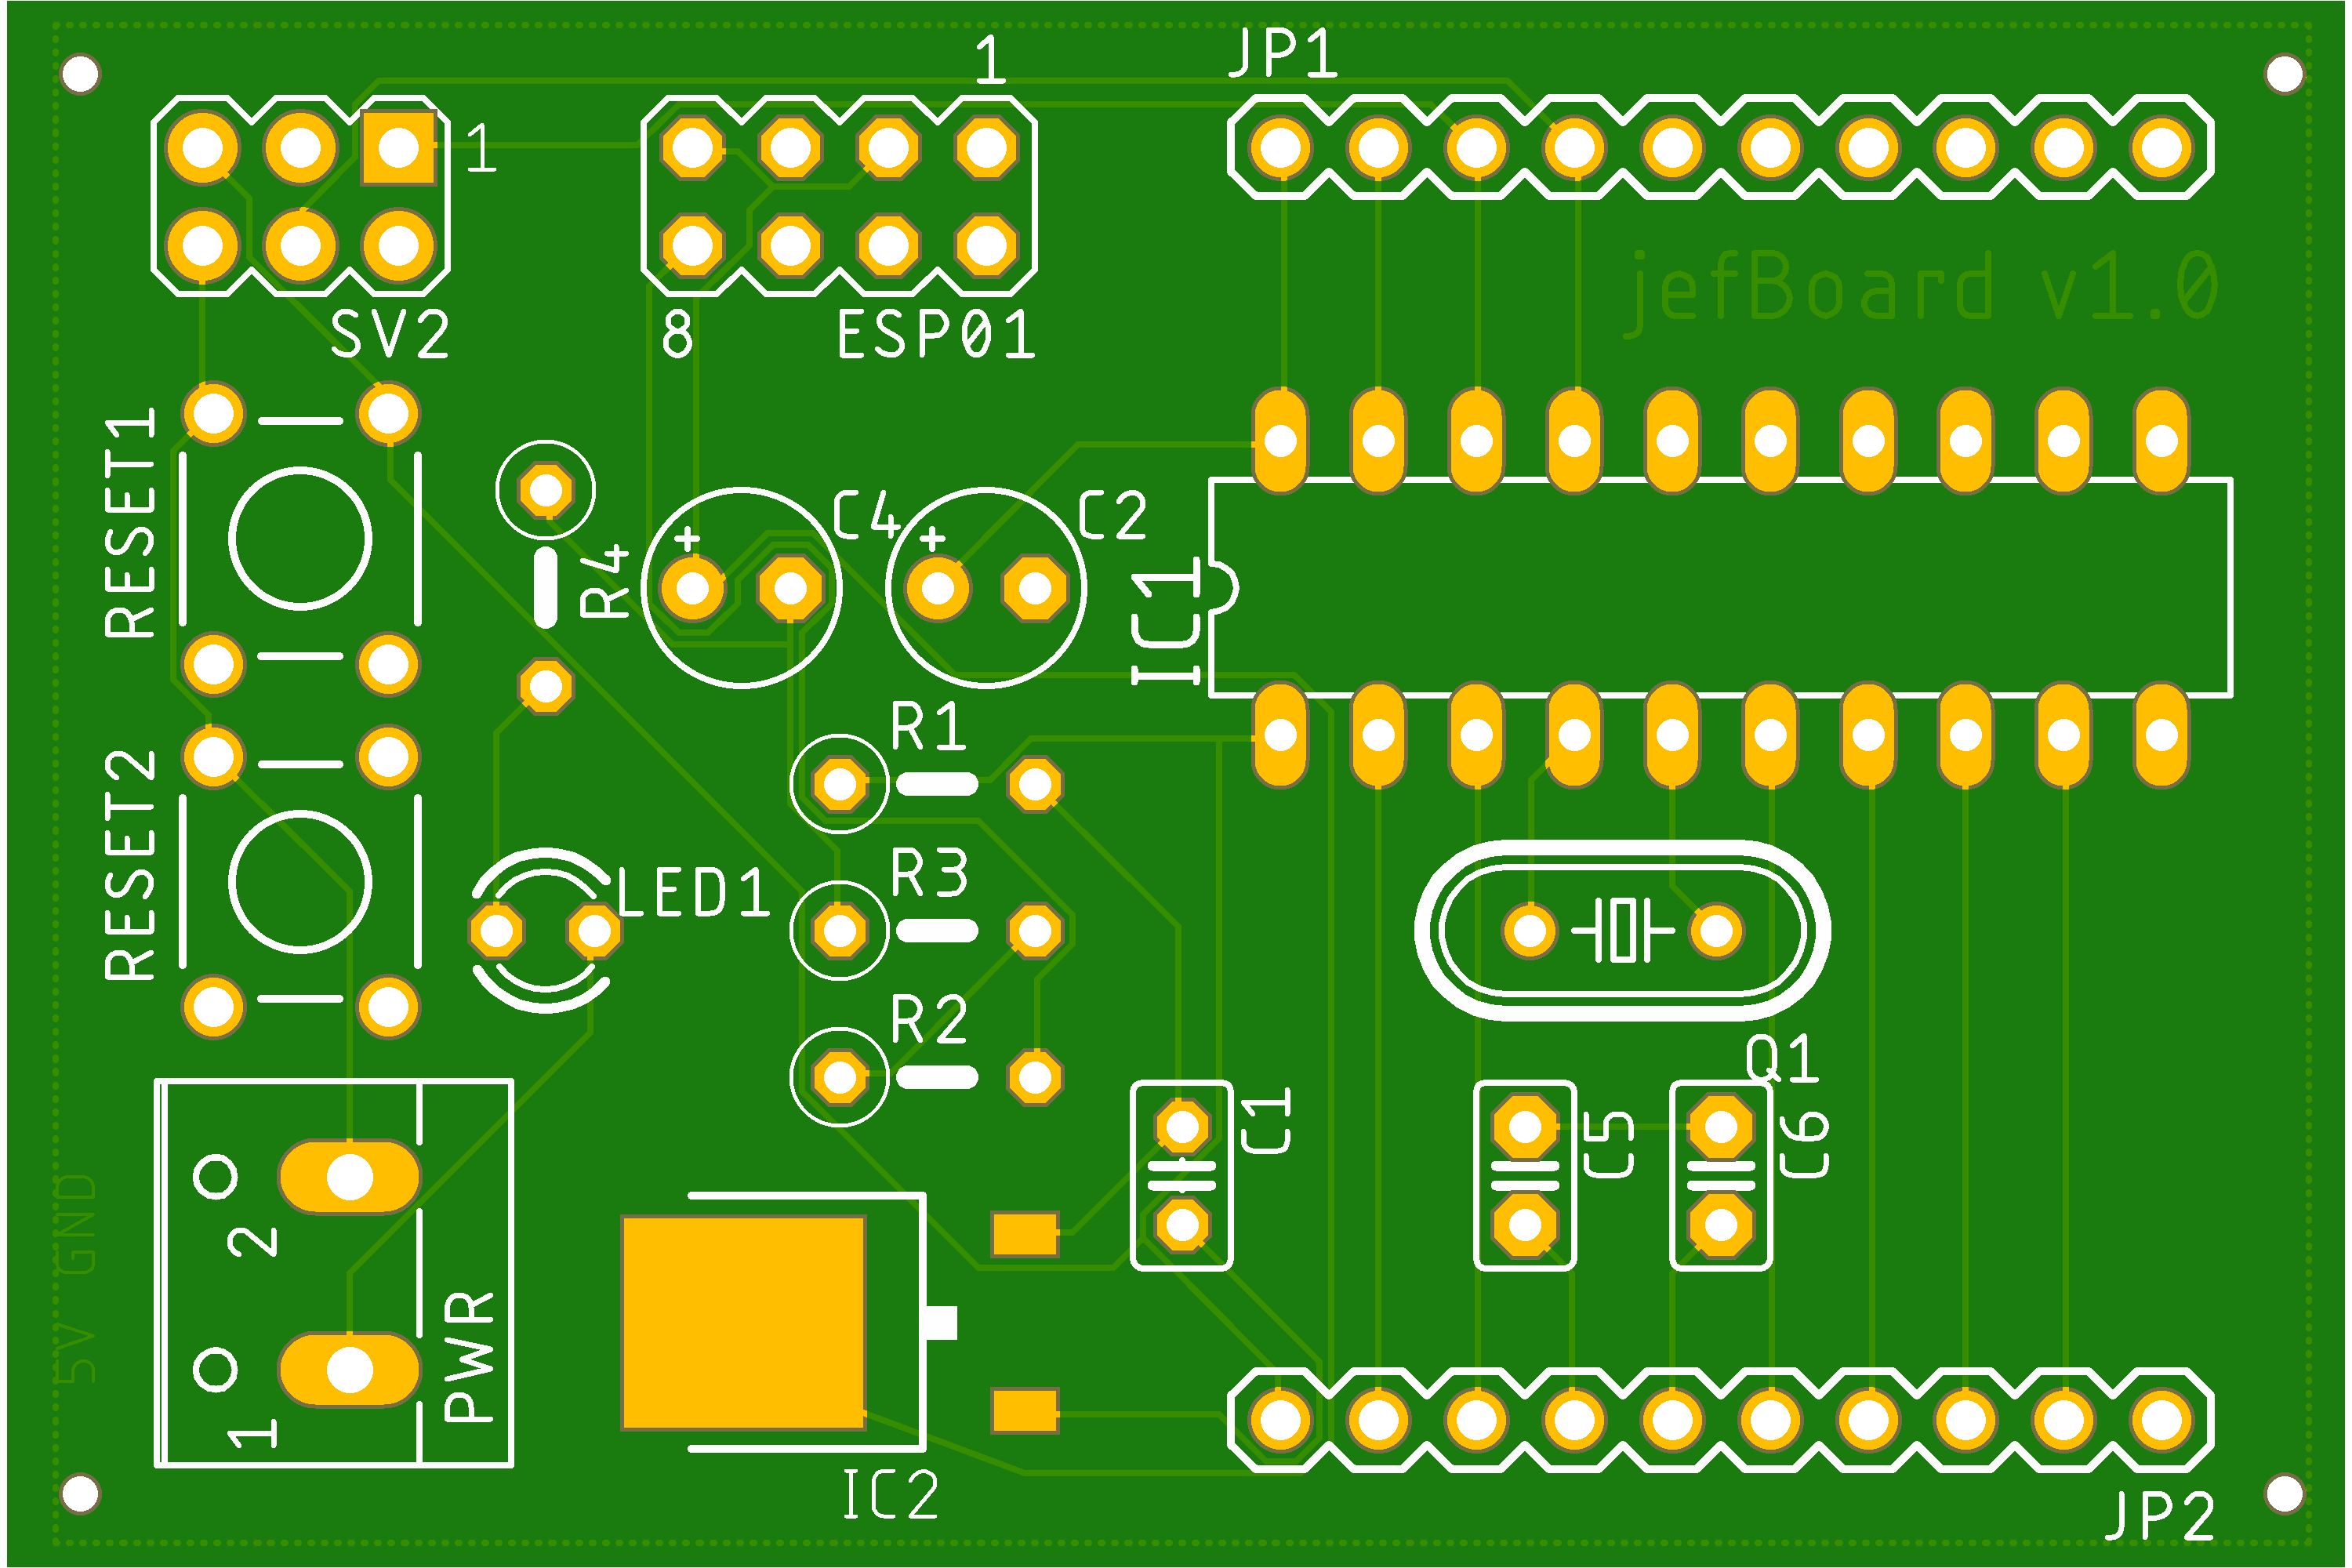 1
JP1
1
jefBoard v1.0
SV2
8
ESP01
RESET1
C4
C2
R4
+
+
IC1
R1
RESET2
R3
LED1
R2
Q1
C1
C5
C6
5V GND
2
1
PWR
IC2
JP2